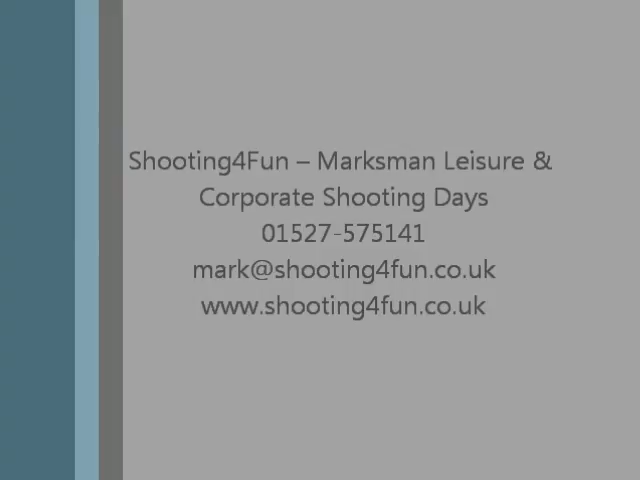 Shooting4Fun – Marksman Leisure &
Corporate Shooting Days
01527-575141
mark@shooting4fun.co.uk
www.shooting4fun.co.uk